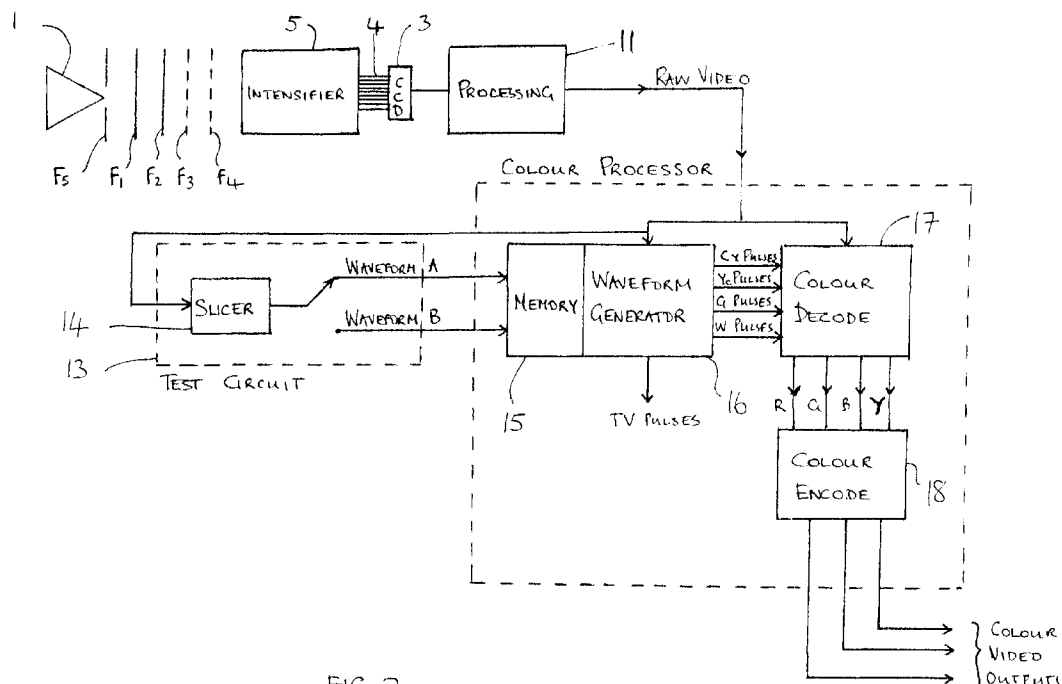 1
5
4
3
11
INTENSIFIER
CCD
PROCESSING
RAW VIDEO
F5 F1 F2 F3 F4
COLOUR PROCESSOR
17
WAVEFORM A
SLICER
14
WAVEFORM B
13
TEST CIRCUIT
MEMORY
WAVEFORM
GENERATOR
CY PULSES
YE PULSES
G PULSES
W PULSES
COLOUR
DECODE
15
16
TV PULSES
R G B Y
COLOUR
ENCODE
18
COLOUR
VIDEO
OUTPUTS